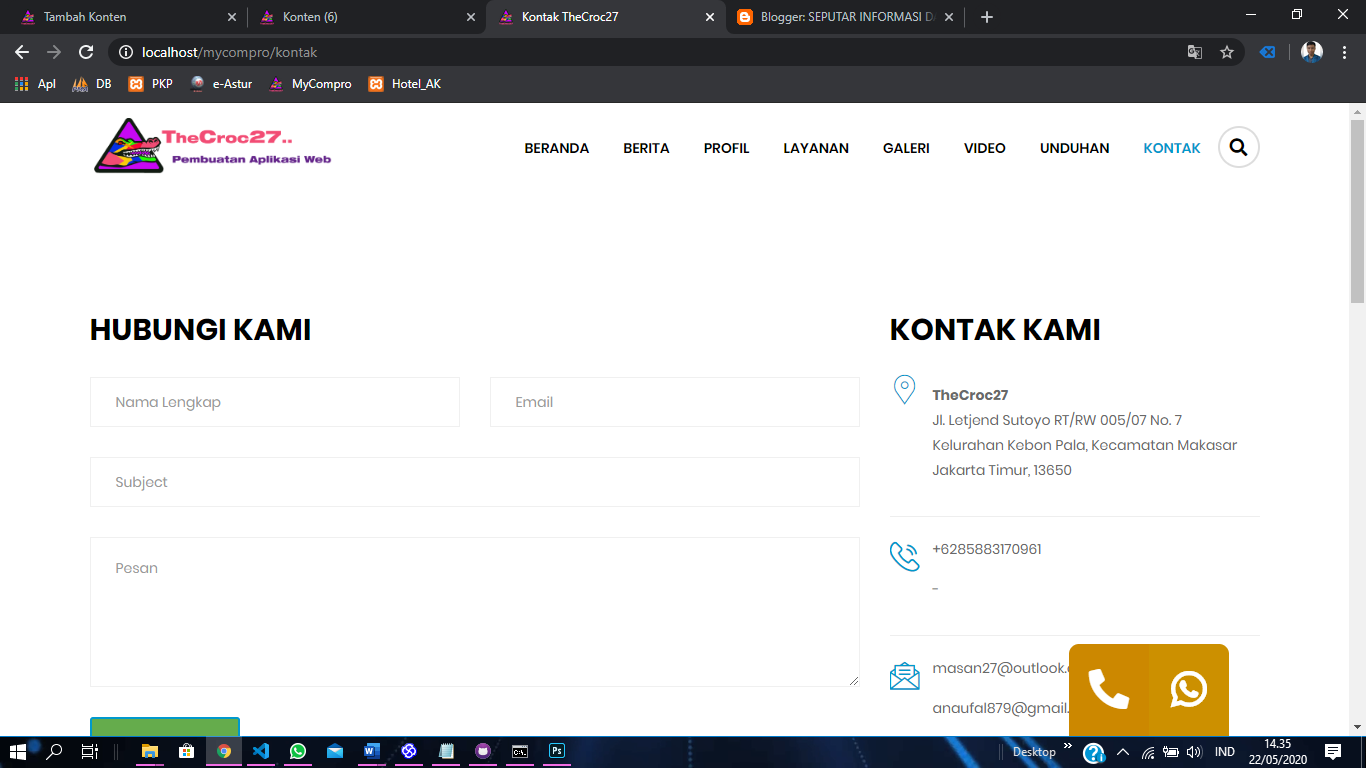 Tambah Konten
Konten (6)
Kontak TheCroc27
Blogger: SEPUTAR INFORMASI
localhost/mycompro/kontak
Apl DB PKP e-Astur MyCompro Hotel_AK
TheCroc27..
Pembuatan Aplikasi Web
BERANDA BERITA PROFIL LAYANAN GALERI VIDEO UNDUHAN KONTAK
HUBUNGI KAMI
Nama Lengkap
Email
Subject
Pesan
KONTAK KAMI
TheCroc27
Jl. Letjend Sutoyo RT/RW 005/07 No. 7
Kelurahan Kebon Pala, Kecamatan Makasar
Jakarta Timur, 13650
+6285883170961
-
masan27@outlook.
anaufal879@gmail.
Desktop
IND
14.35
22/05/2020